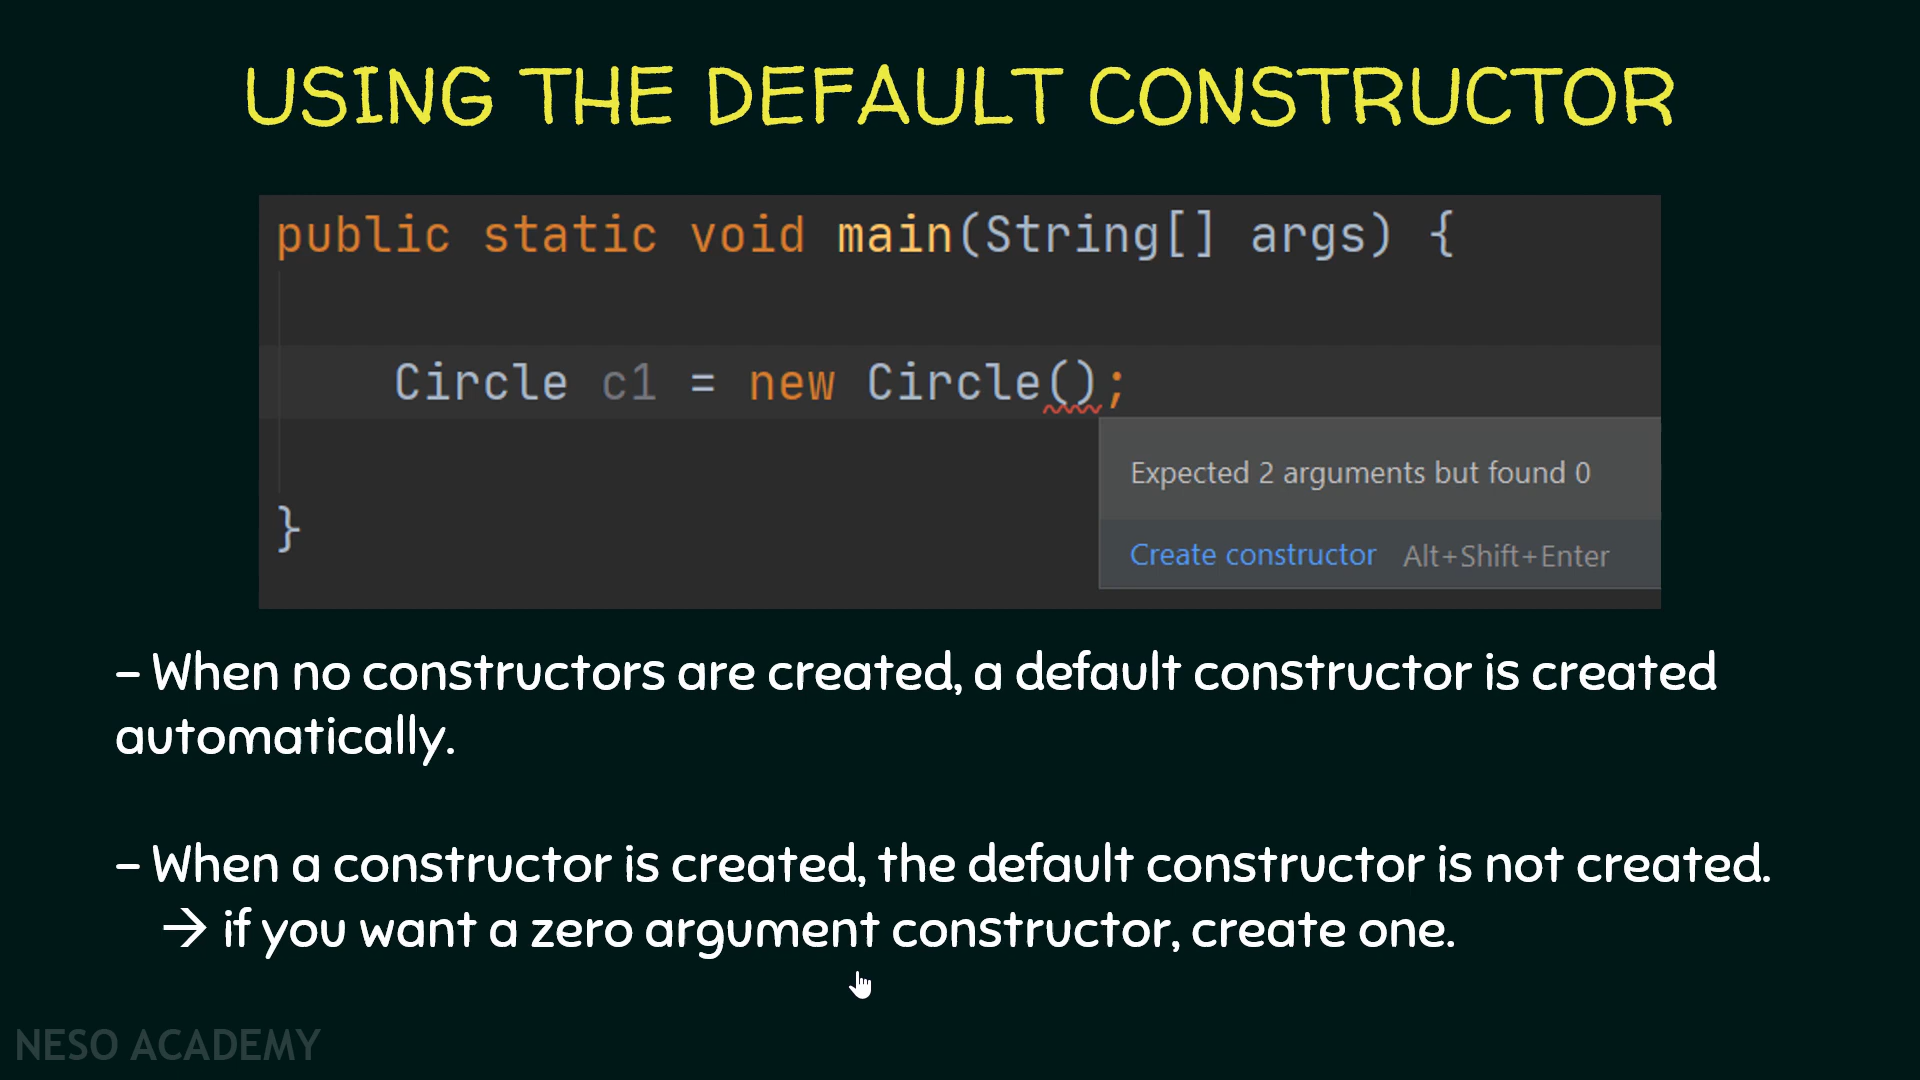 USING THE DEFAULT CONSTRUCTOR
public static void main(String[] args) {
Circle c1 = new Circle();
Expected 2 arguments but found 0
Create constructor Alt+Shift+Enter
}
– When no constructors are created, a default constructor is created
automatically.
– When a constructor is created, the default constructor is not created.
→ if you want a zero argument constructor, create one.
NESO ACADEMY